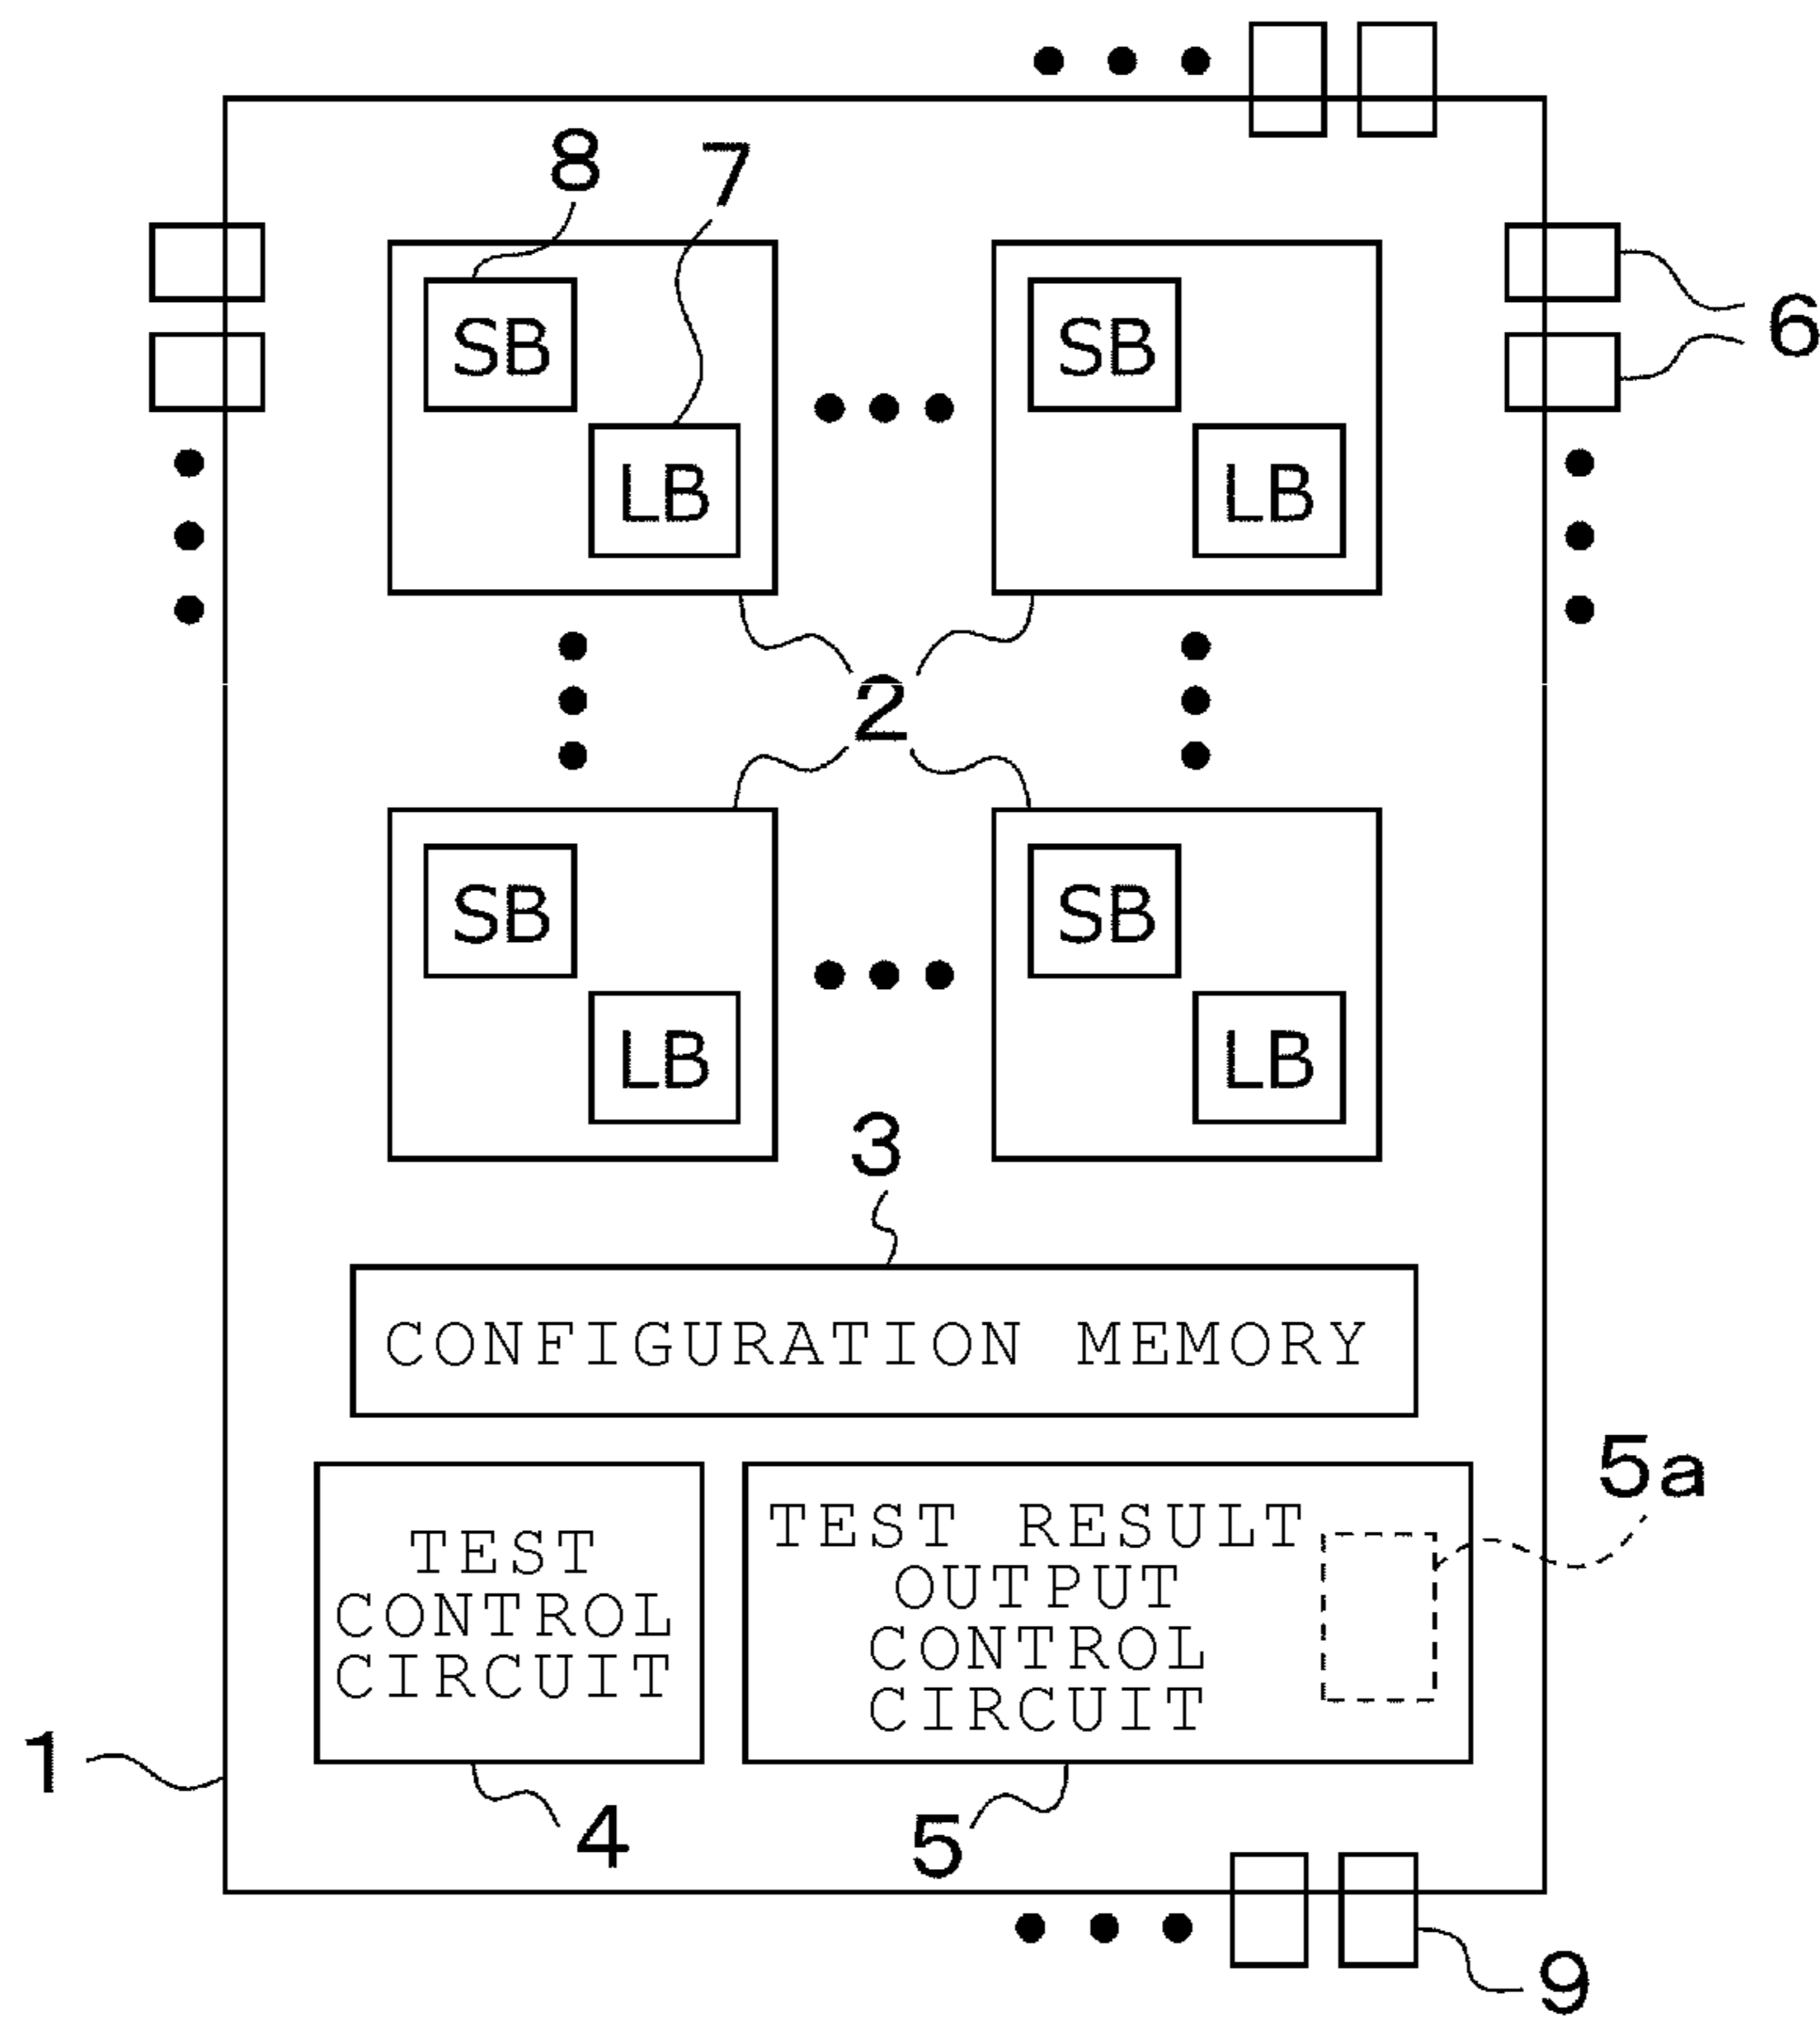 8
7
SB
SB
6
LB
LB
2
SB
SB
LB
LB
3
CONFIGURATION MEMORY
5a
TEST
CONTROL
CIRCUIT
TEST RESULT
OUTPUT
CONTROL
CIRCUIT
1
4
5
9